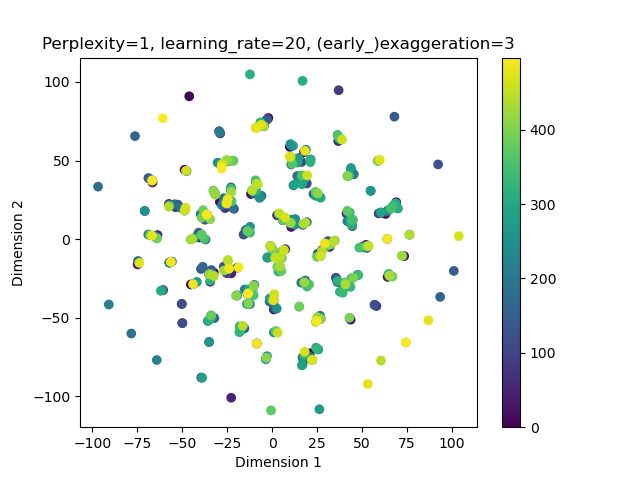 Perplexity=1, learning_rate=20, (early_)exaggeration=3
100
50
0
−50
−100
Dimension 2
−100 −75 −50 −25 0 25 50 75 100
Dimension 1
400
300
200
100
0